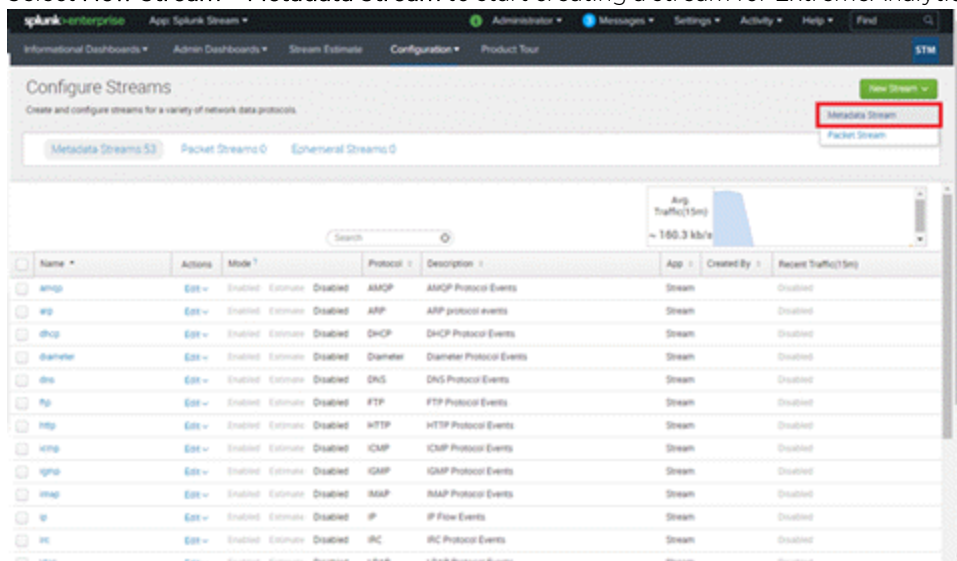 Select New Stream > Metadata Stream to start creating a stream for ExtremeAnalytic
splunk>enterprise App: Splunk Stream Administrator 3 Messages Settings Activity Help Find
Informational Dashboards Admin Dashboards Stream Estimate Configuration Product Tour STM
Configure Streams New Stream
Create and configure streams for a variety of network data protocols.
Metadata Stream
Packet Stream
Metadata Streams 53 Packet Streams 0 Ephemeral Streams 0
Avg.
Traffic(15m)
~ 160.3 kb/s
Search
Name Actions Mode ? Protocol Description App Created By Recent Traffic(15m)
amqp Edit Enabled Estimate Disabled AMQP AMQP Protocol Events Stream Disabled
arp Edit Enabled Estimate Disabled ARP ARP protocol events Stream Disabled
dhcp Edit Enabled Estimate Disabled DHCP DHCP Protocol Events Stream Disabled
diameter Edit Enabled Estimate Disabled Diameter Diameter Protocol Events Stream Disabled
dns Edit Enabled Estimate Disabled DNS DNS Protocol Events Stream Disabled
ftp Edit Enabled Estimate Disabled FTP FTP Protocol Events Stream Disabled
http Edit Enabled Estimate Disabled HTTP HTTP Protocol Events Stream Disabled
icmp Edit Enabled Estimate Disabled ICMP ICMP Protocol Events Stream Disabled
igmp Edit Enabled Estimate Disabled IGMP IGMP Protocol Events Stream Disabled
imap Edit Enabled Estimate Disabled IMAP IMAP Protocol Events Stream Disabled
ip Edit Enabled Estimate Disabled IP IP Flow Events Stream Disabled
irc Edit Enabled Estimate Disabled IRC IRC Protocol Events Stream Disabled